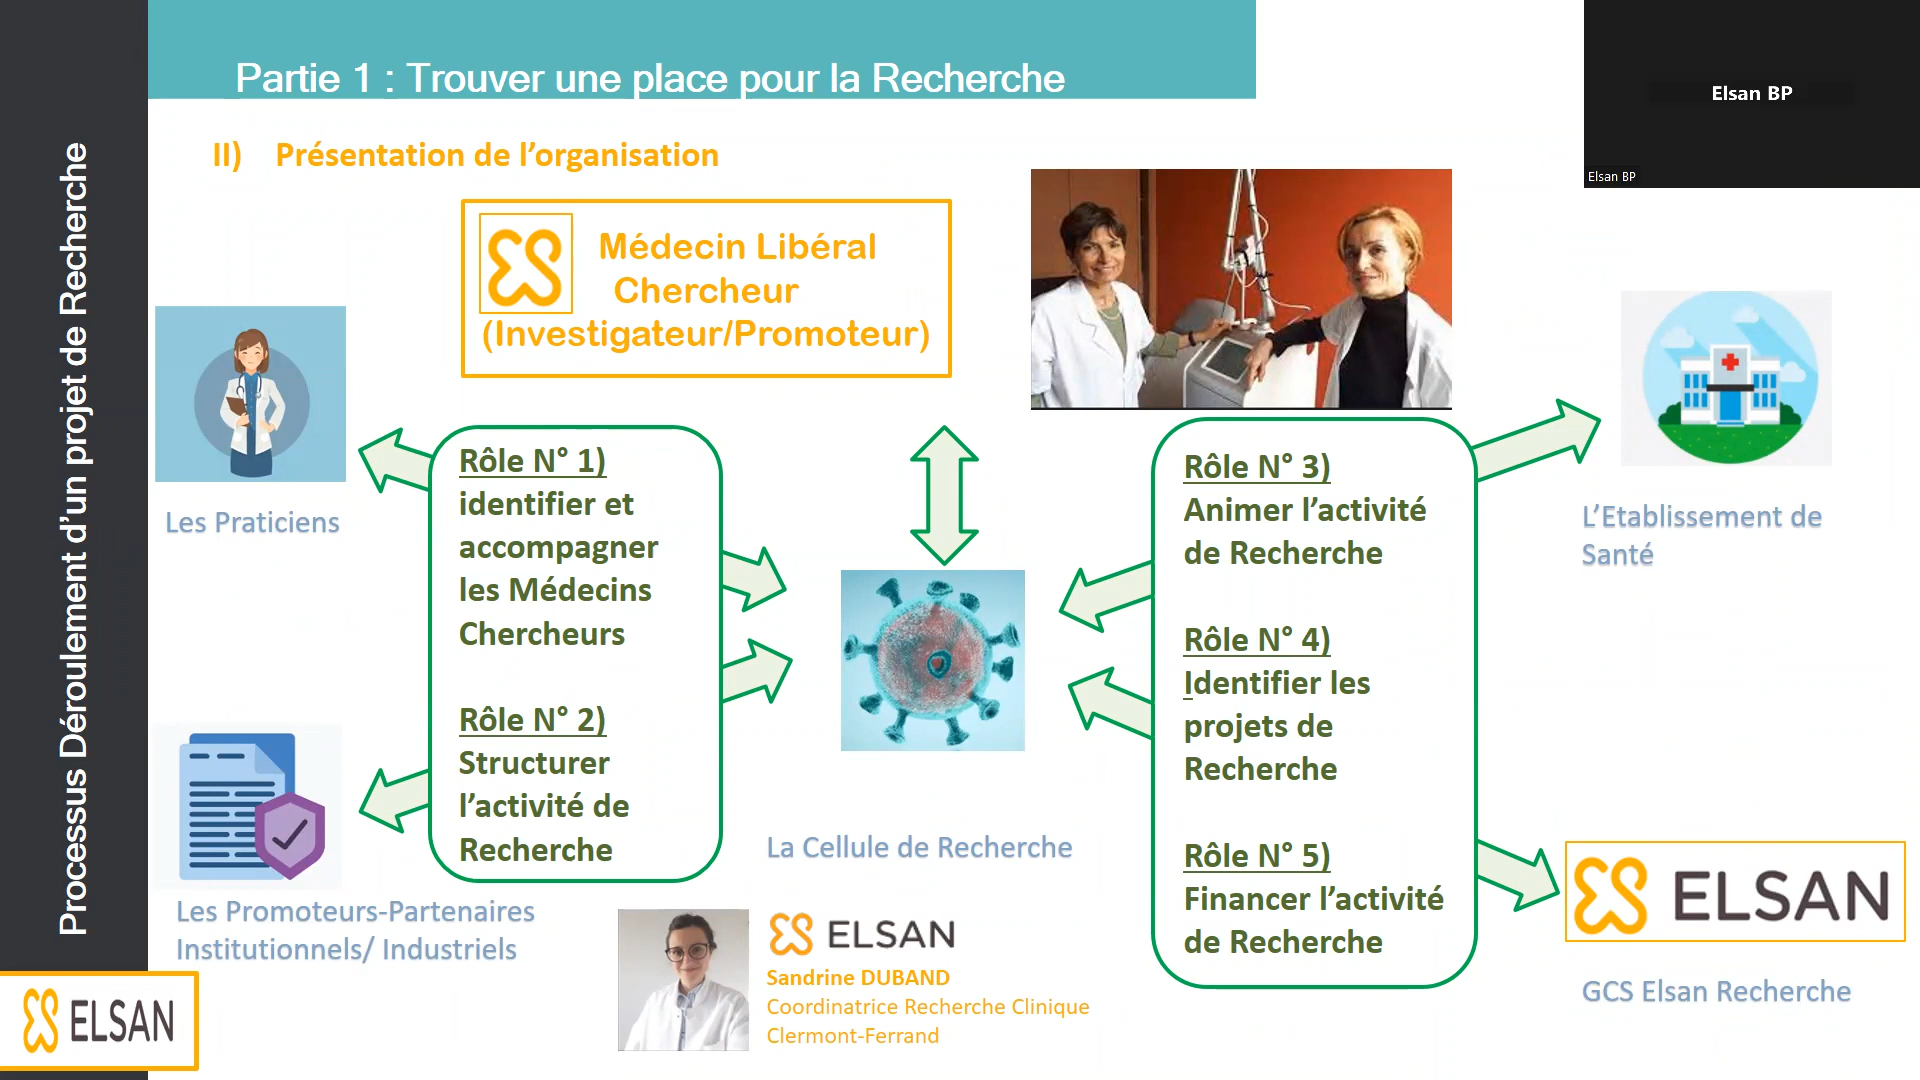 Processus Déroulement d’un projet de Recherche
Partie 1 : Trouver une place pour la Recherche
Elsan BP
Elsan BP
II) Présentation de l’organisation
Médecin Libéral
Chercheur
(Investigateur/Promoteur)
Les Praticiens
Rôle N° 1)
identifier et
accompagner
les Médecins
Chercheurs
Rôle N° 2)
Structurer
l’activité de
Recherche
Les Promoteurs-Partenaires
Institutionnels/ Industriels
La Cellule de Recherche
ELSAN
Sandrine DUBAND
Coordinatrice Recherche Clinique
Clermont-Ferrand
Rôle N° 3)
Animer l’activité
de Recherche
Rôle N° 4)
Identifier les
projets de
Recherche
Rôle N° 5)
Financer l’activité
de Recherche
L’Etablissement de
Santé
ELSAN
GCS Elsan Recherche
ELSAN